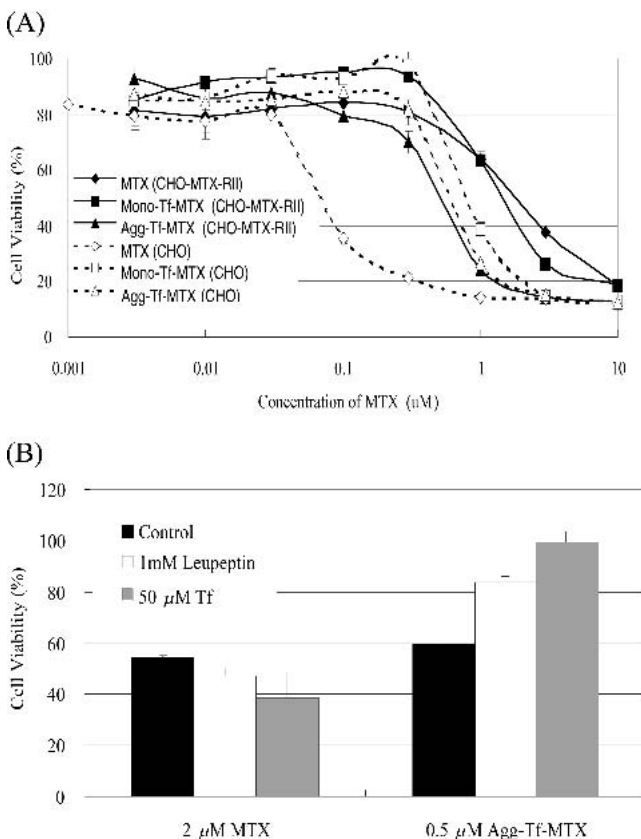 (A)
100
80
60
40
20
0
Cell Viability (%)
MTX (CHO-MTX-RII)
Mono-Tf-MTX (CHO-MTX-RII)
Agg-Tf-MTX (CHO-MTX-RII)
MTX (CHO)
Mono-Tf-MTX (CHO)
Agg-Tf-MTX (CHO)
0.001 0.01 0.1 1 10
Concentration of MTX (uM)
(B)
120
100
80
60
40
20
0
Cell Viability (%)
Control
1mM Leupeptin
50 µM Tf
2 µM MTX 0.5 µM Agg-Tf-MTX